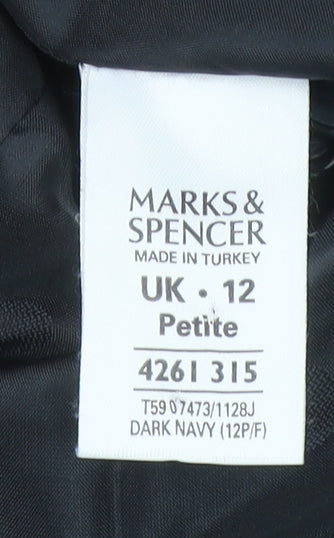 MARKS &
SPENCER
MADE IN TURKEY
UK • 12
Petite
4261 315
T59 07473/1128J
DARK NAVY (12P/F)